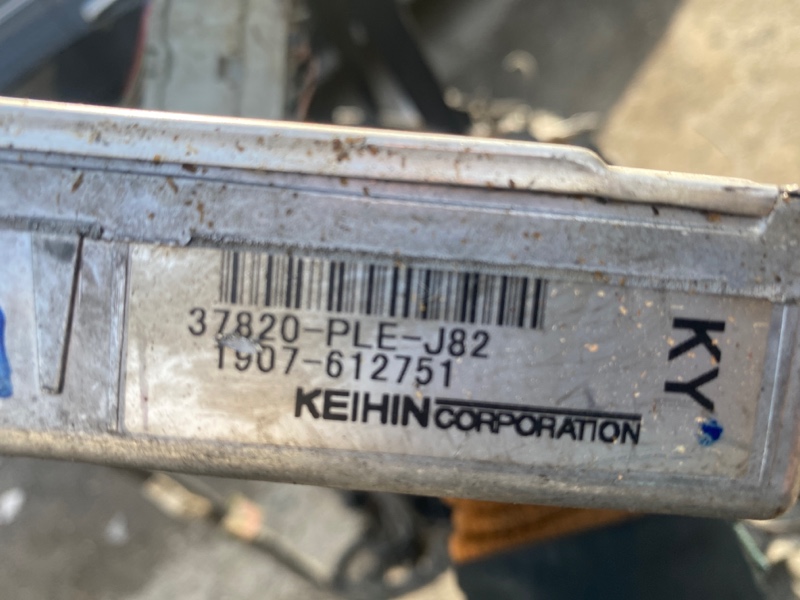 37820-PLE-J82
1907-612751
KEIHIN CORPORATION
KY